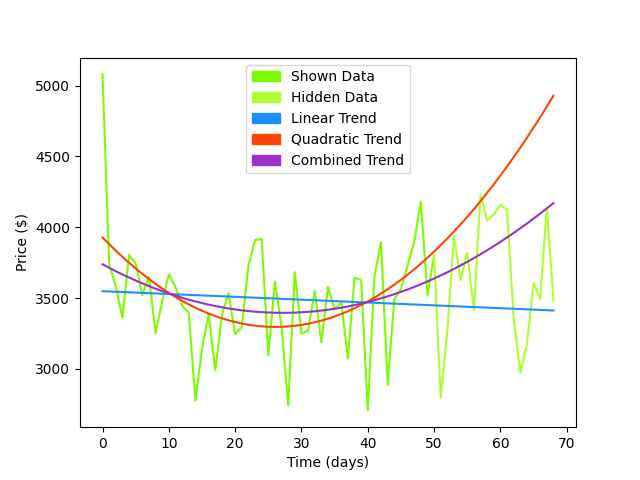 Shown Data
Hidden Data
Linear Trend
Quadratic Trend
Combined Trend
5000
4500
4000
3500
3000
Price ($)
0 10 20 30 40 50 60 70
Time (days)